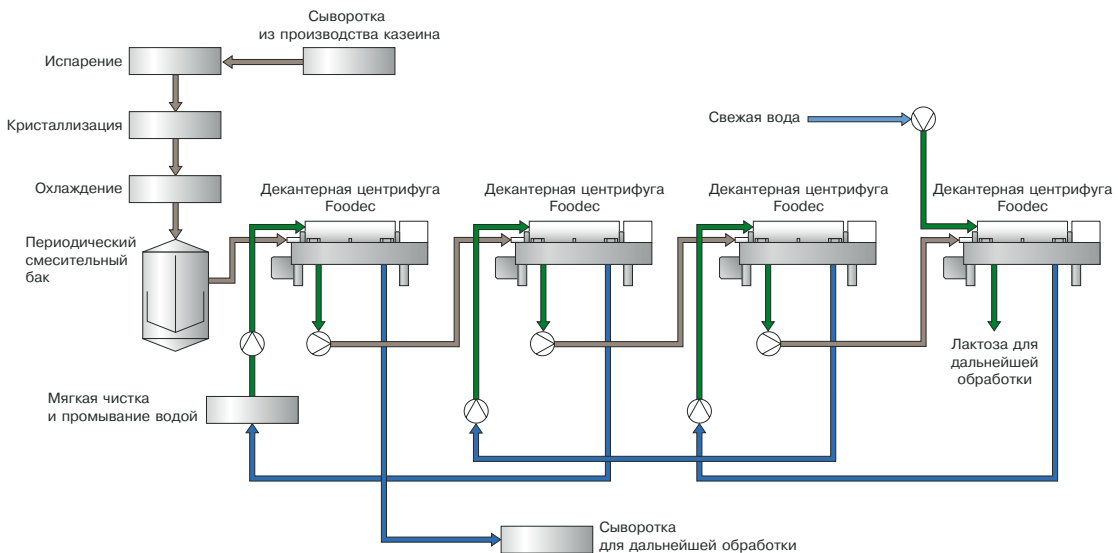 Сыворотка
из производства казеина
Испарение
Кристаллизация
Свежая вода
Охлаждение
Декантерная центрифуга
Foodec
Декантерная центрифуга
Foodec
Декантерная центрифуга
Foodec
Декантерная центрифуга
Foodec
Периодический
смесительный
бак
Лактоза для
дальнейшей
обработки
Мягкая чистка
и промывание водой
Сыворотка
для дальнейшей обработки